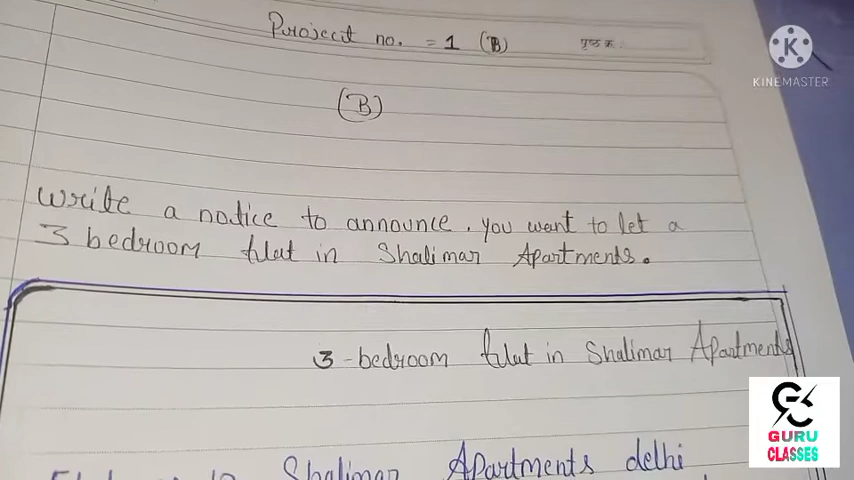 Project no. = 1 (B)
पृष्ठ क्र.:
KINEMASTER
(B)
Write a notice to announce. you want to let a
3 bedroom flat in Shalimar Apartments.
3-bedroom flat in Shalimar Apartments
Shalimar Apartments delhi
GURU
CLASSES